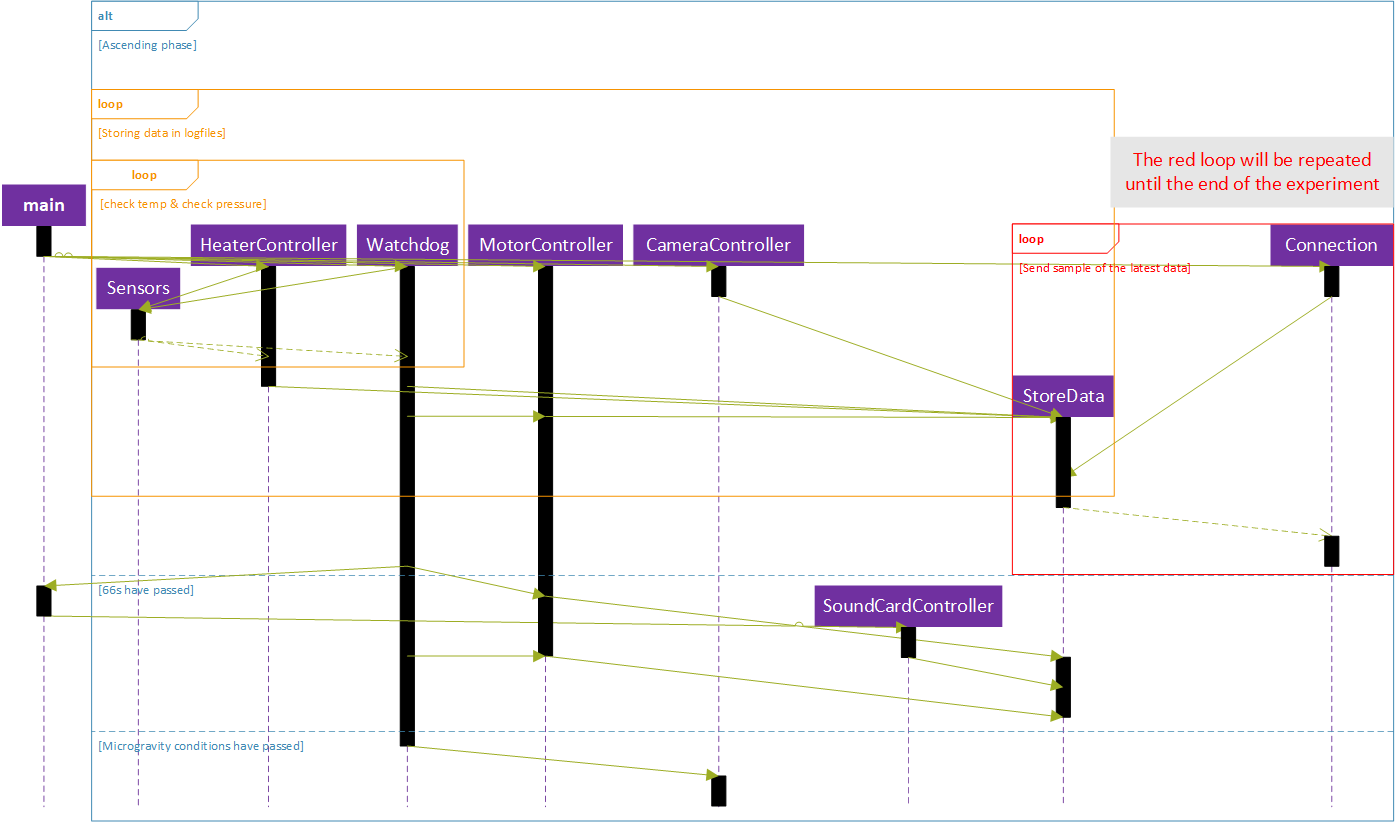 alt
[Ascending phase]
loop
[Storing data in logfiles]
The red loop will be repeated
until the end of the experiment
loop
[check temp & check pressure]
main
HeaterController
Watchdog
MotorController
CameraController
loop
Connection
[Send sample of the latest data]
Sensors
StoreData
[66s have passed]
SoundCardController
[Microgravity conditions have passed]